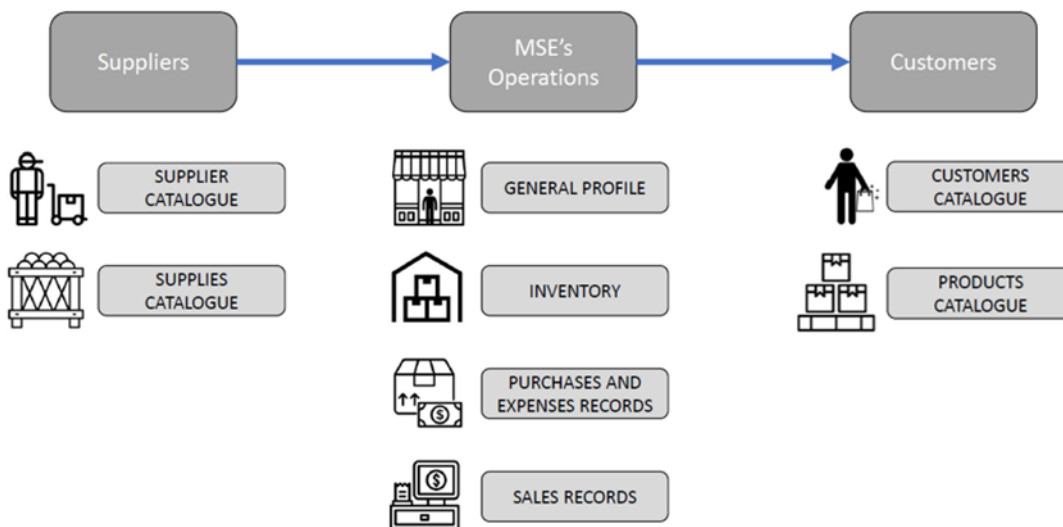 Suppliers
MSE's
Operations
Customers
SUPPLIER
CATALOGUE
GENERAL PROFILE
CUSTOMERS
CATALOGUE
SUPPLIES
CATALOGUE
INVENTORY
PRODUCTS
CATALOGUE
PURCHASES AND
EXPENSES RECORDS
SALES RECORDS